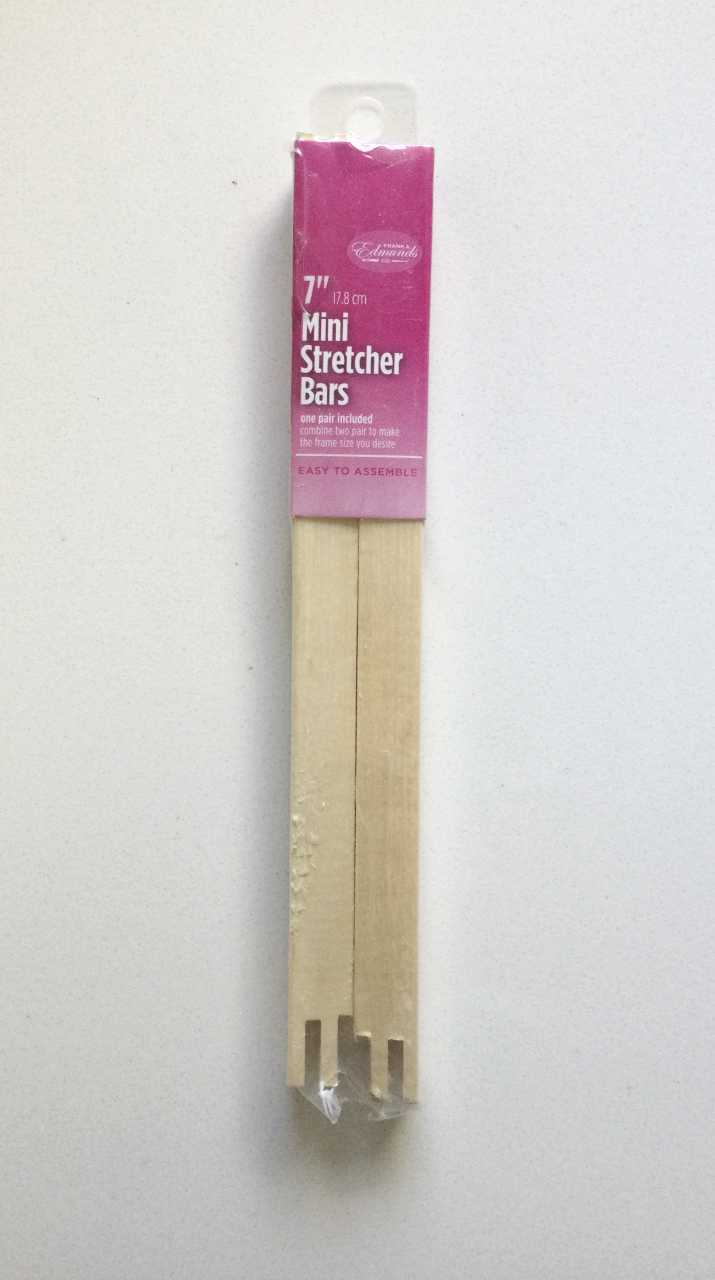 FRANK A.
Edmunds
CO.
7" 17.8 cm
Mini
Stretcher
Bars
one pair included
combine two pair to make
the frame size you desire
EASY TO ASSEMBLE